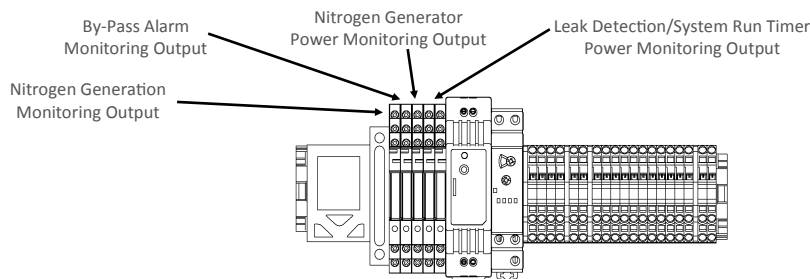 By-Pass Alarm
Monitoring Output
Nitrogen Generator
Power Monitoring Output
Leak Detection/System Run Timer
Power Monitoring Output
Nitrogen Generation
Monitoring Output